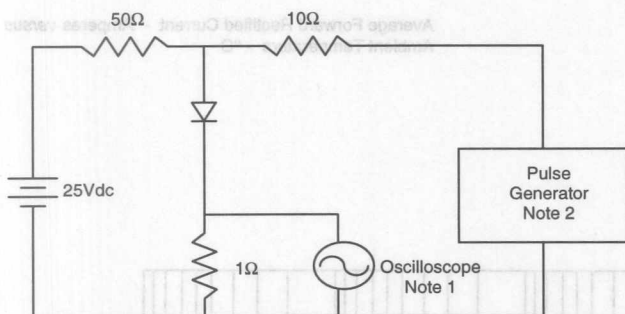 50Ω
10Ω
25Vdc
Pulse
Generator
Note 2
1Ω
Oscilloscope
Note 1